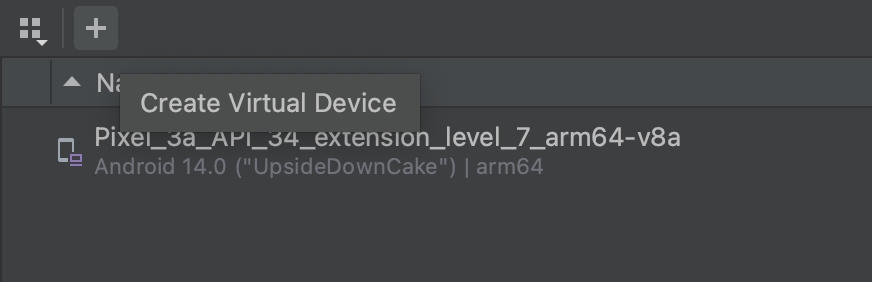 Na
Create Virtual Device
Pixel_3a_API_34_extension_level_7_arm64-v8a
Android 14.0 ("UpsideDownCake") | arm64